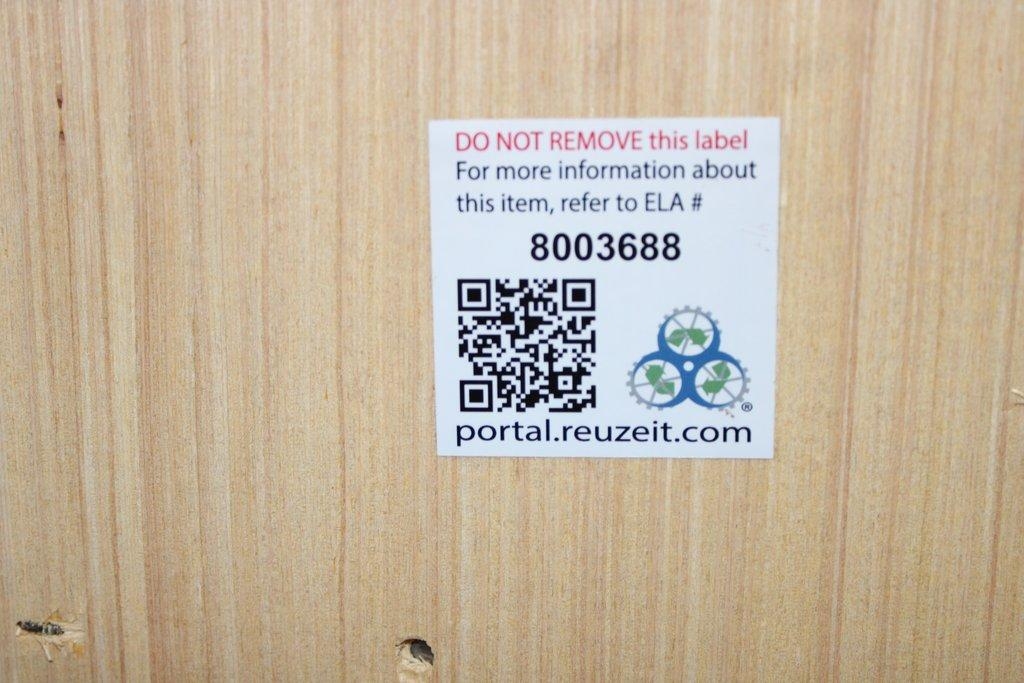 DO NOT REMOVE this label
For more information about
this item, refer to ELA #
8003688
®
portal.reuzeit.com